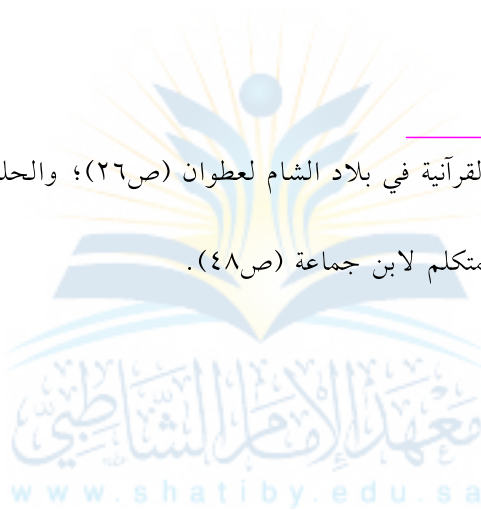 لقرآنية في بلاد الشام لعطوان (ص٢٦)؛ والحل
متكلم لابن جماعة (ص٤٨).
معهد الإمام الشاطبي
www.shatiby.edu.sa